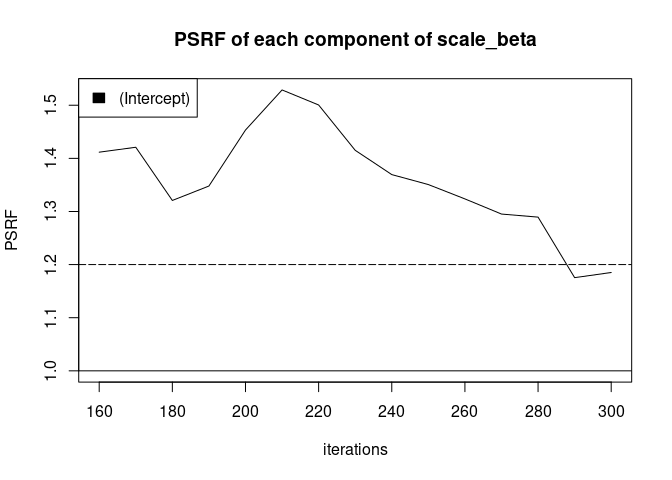 PSRF of each component of scale_beta
(Intercept)
PSRF
1.5
1.4
1.3
1.2
1.1
1.0
160 180 200 220 240 260 280 300
iterations